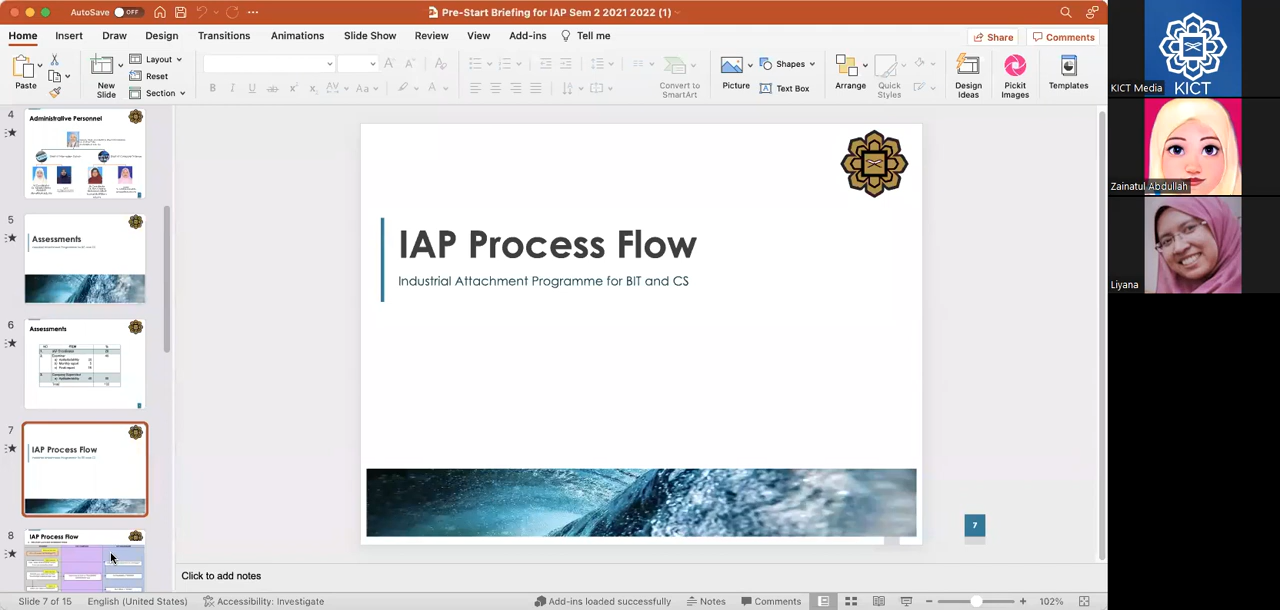 AutoSave OFF
Pre-Start Briefing for IAP Sem 2 2021 2022 (1)
Home Insert Draw Design Transitions Animations Slide Show Review View Add-ins Tell me
Share Comments
Paste
New Slide
Layout
Reset
Section
Convert to SmartArt
Picture
Shapes
Text Box
Arrange
Quick Styles
Design Ideas
Pickit Images
Templates
4
Administrative Personnel
5
Assessments
6
Assessments
7
IAP Process Flow
8
IAP Process Flow
IAP Process Flow
Industrial Attachment Programme for BIT and CS
7
Click to add notes
Slide 7 of 15 English (United States) Accessibility: Investigate Add-ins loaded successfully Notes Comments 102%
KICT
KICT Media
Zainatul Abdullah
Liyana